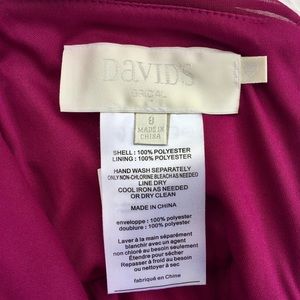 DAVID'S
BRIDAL
8
MADE IN
CHINA
SHELL : 100% POLYESTER
LINING : 100% POLYESTER
HAND WASH SEPARATELY
ONLY NON-CHLORINE BLEACH AS NEEDED
LINE DRY
COOL IRON AS NEEDED
OR DRY CLEAN
MADE IN CHINA
enveloppe : 100% polyester
doublure : 100% polyester
Laver à la main séparément
blanchir avec un agent
non chloré si nécessaire
Étendre pour sécher
Repasser à froid au besoin
ou nettoyer à sec
fabriqué en Chine